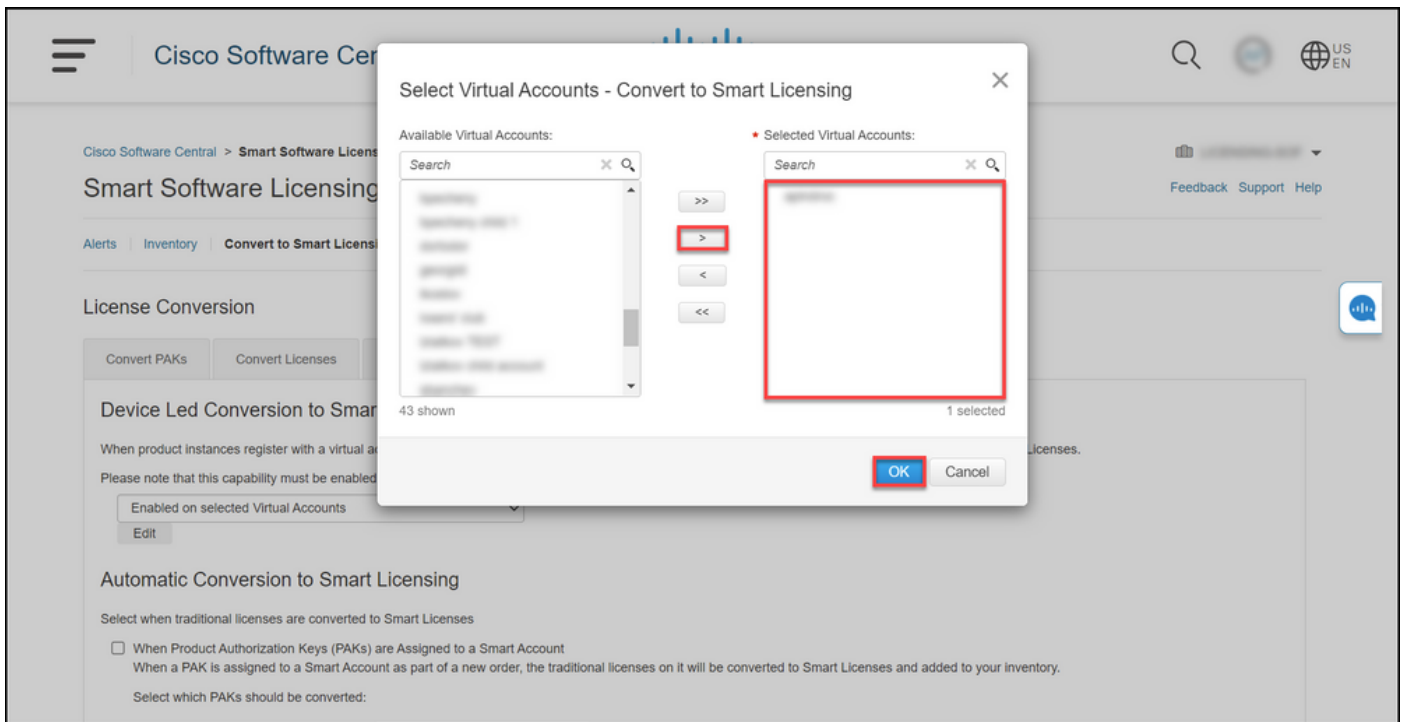 Cisco Software Cer
US
EN
Select Virtual Accounts - Convert to Smart Licensing
Available Virtual Accounts:
* Selected Virtual Accounts:
Search
Search
>>
>
<
<<
43 shown
1 selected
OK
Cancel
Cisco Software Central > Smart Software Licens
Smart Software Licensing
Feedback Support Help
Alerts Inventory Convert to Smart Licensi
License Conversion
Convert PAKs
Convert Licenses
Device Led Conversion to Smar
When product instances register with a virtual a
Licenses.
Please note that this capability must be enabled
Enabled on selected Virtual Accounts
Edit
Automatic Conversion to Smart Licensing
Select when traditional licenses are converted to Smart Licenses
When Product Authorization Keys (PAKs) are Assigned to a Smart Account
When a PAK is assigned to a Smart Account as part of a new order, the traditional licenses on it will be converted to Smart Licenses and added to your inventory.
Select which PAKs should be converted: